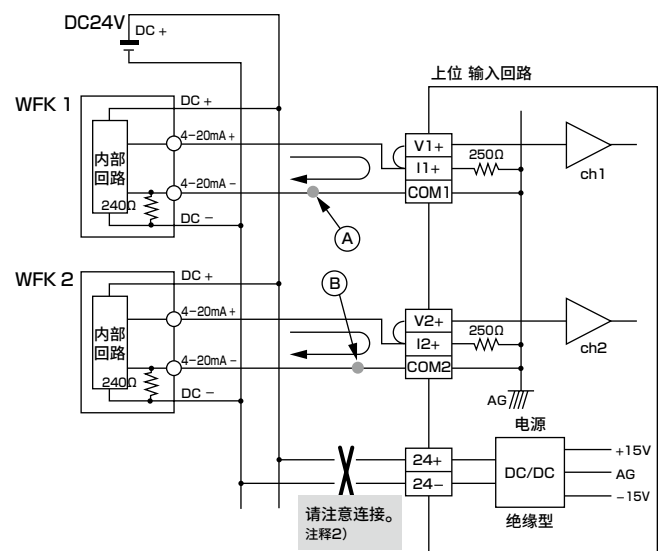 DC24V
DC +
上位 输入回路
WFK 1
DC +
4-20mA +
内部
回路
4-20mA −
240Ω
DC −
V1+
I1+
COM1
250Ω
ch1
A
WFK 2
DC +
B
4-20mA +
内部
回路
4-20mA −
240Ω
DC −
V2+
I2+
COM2
250Ω
ch2
AG
电源
24+
24−
DC/DC
+15V
AG
−15V
绝缘型
请注意连接。
注释2)